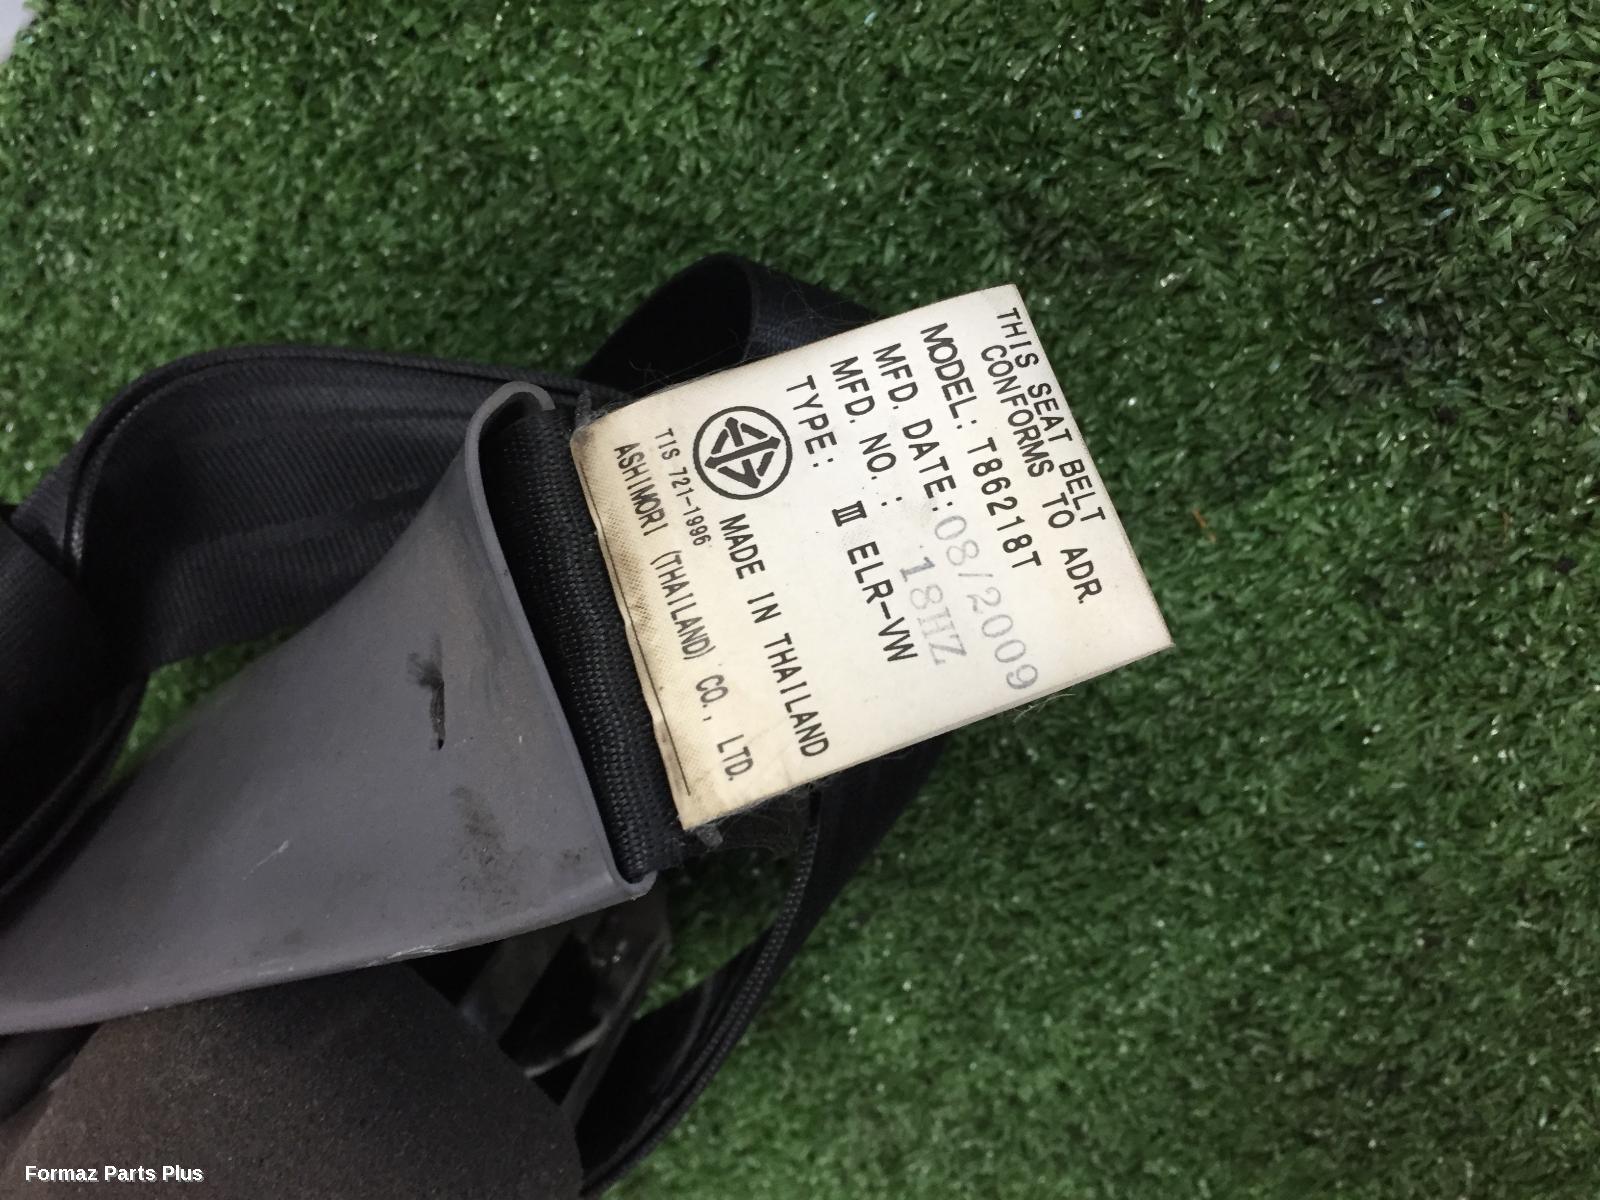 THIS SEAT BELT
CONFORMS TO ADR.
MODEL: T86218T
MFD. DATE: 08/2009
MFD. NO. : 18HZ
TYPE: Ⅲ ELR-VW
MADE IN THAILAND
TIS 721-1996
ASHIMORI (THAILAND) CO., LTD.
Formaz Parts Plus